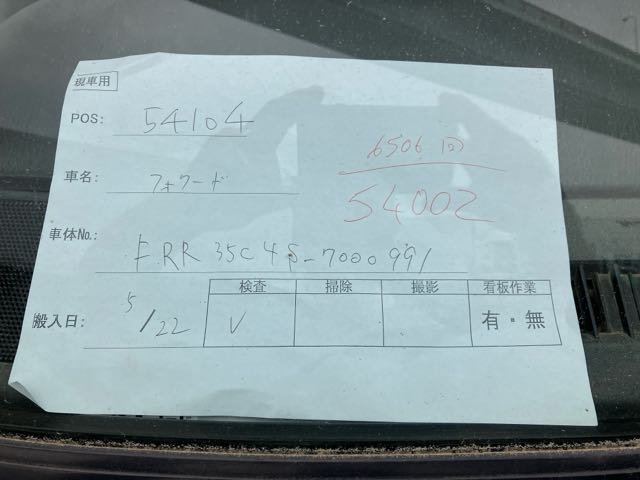 現車用
POS: 54104
6506
54002
車名: フォワード
車体No.: FRR35C4S-7000991
検査 掃除 撮影 看板作業
搬入日: 5/22 V 有・無